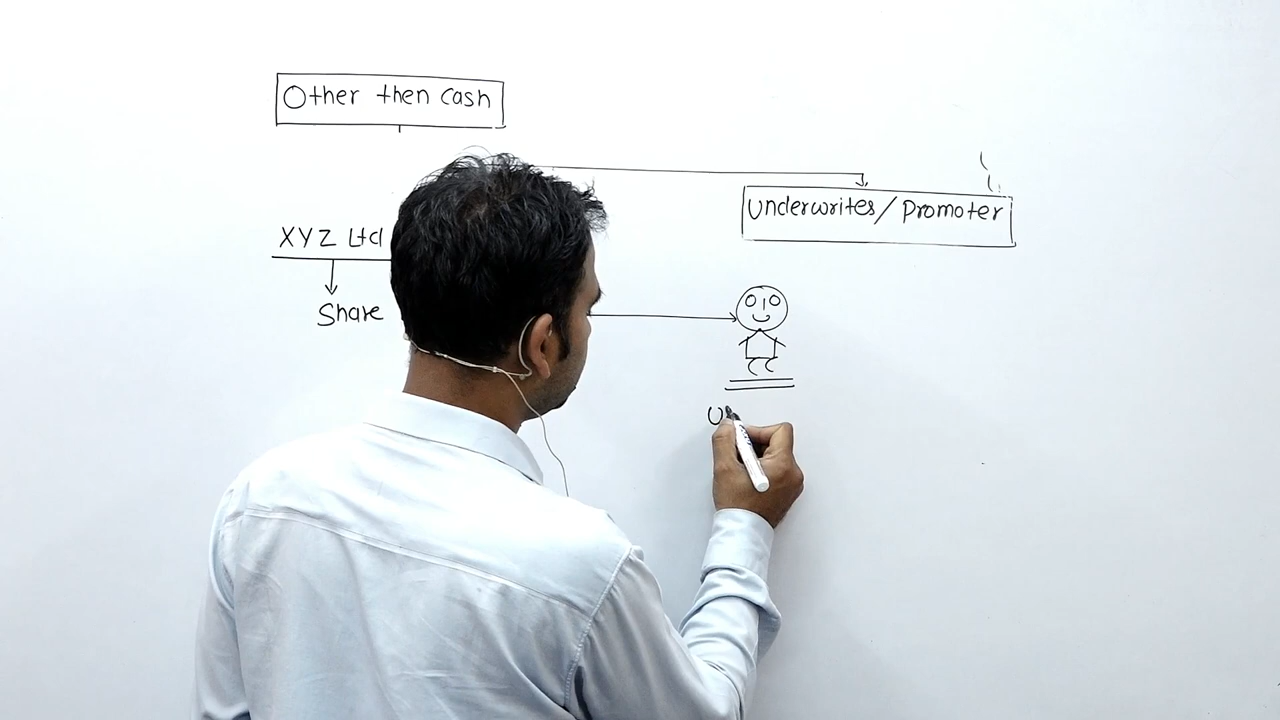 Other then cash
Underwrites/Promoter
XYZ Ltd
Share
U